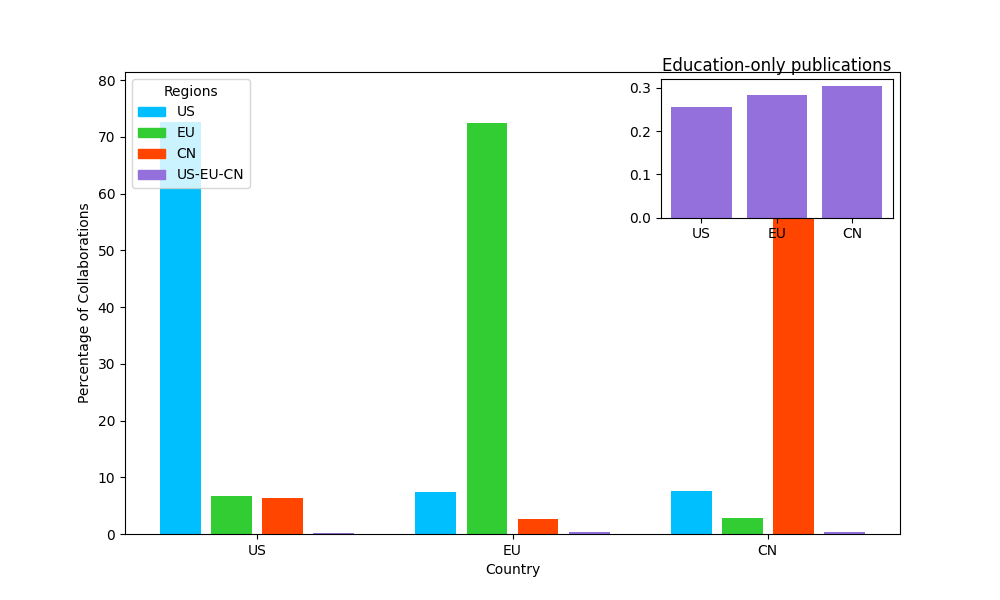 Education-only publications
Regions
US
EU
CN
US-EU-CN
0.3
0.2
0.1
0.0
US
EU
CN
80
70
60
50
40
30
20
10
0
Percentage of Collaborations
US
EU
CN
Country